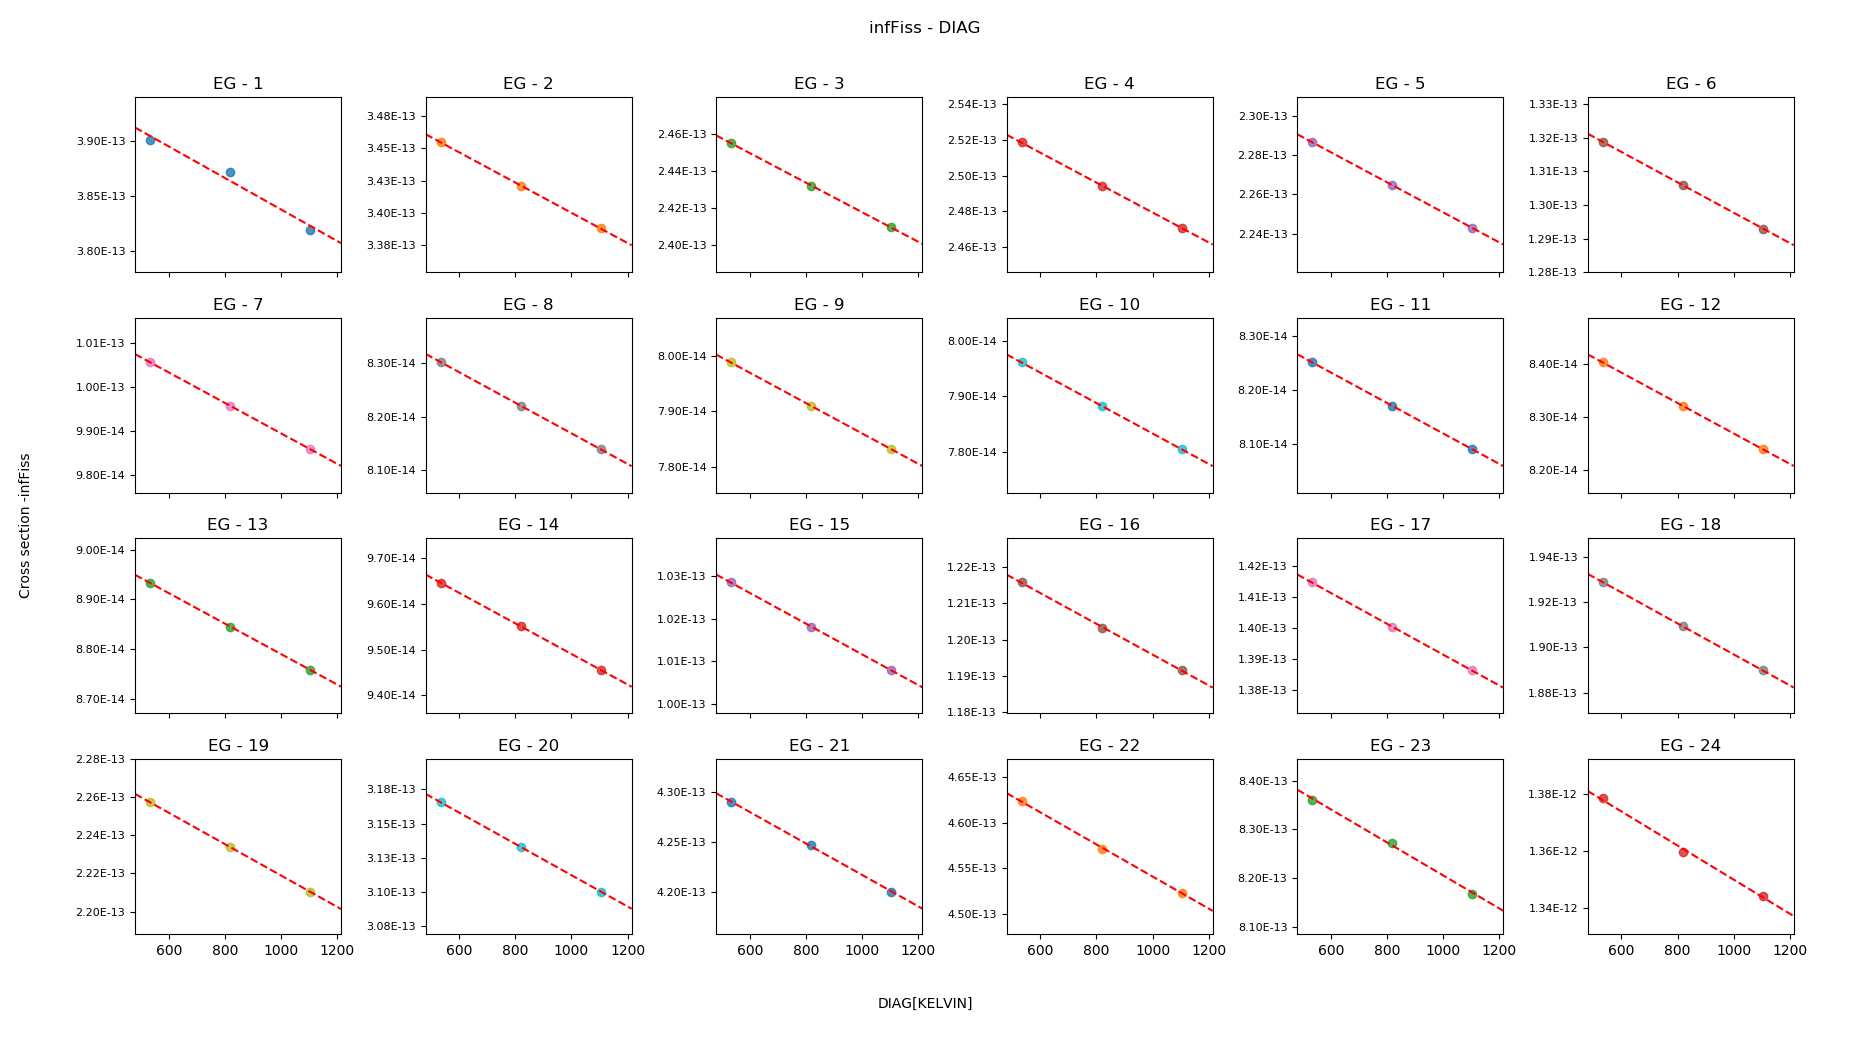 infFiss - DIAG
EG - 1 EG - 2 EG - 3 EG - 4 EG - 5 EG - 6
3.90E-13 3.85E-13 3.80E-13
3.48E-13 3.45E-13 3.43E-13 3.40E-13 3.38E-13
2.46E-13 2.44E-13 2.42E-13 2.40E-13
2.54E-13 2.52E-13 2.50E-13 2.48E-13 2.46E-13
2.30E-13 2.28E-13 2.26E-13 2.24E-13
1.33E-13 1.32E-13 1.31E-13 1.30E-13 1.29E-13 1.28E-13
EG - 7 EG - 8 EG - 9 EG - 10 EG - 11 EG - 12
1.01E-13 1.00E-13 9.90E-14 9.80E-14
8.30E-14 8.20E-14 8.10E-14
8.00E-14 7.90E-14 7.80E-14
8.00E-14 7.90E-14 7.80E-14
8.30E-14 8.20E-14 8.10E-14
8.40E-14 8.30E-14 8.20E-14
Cross section -infFiss
EG - 13 EG - 14 EG - 15 EG - 16 EG - 17 EG - 18
9.00E-14 8.90E-14 8.80E-14 8.70E-14
9.70E-14 9.60E-14 9.50E-14 9.40E-14
1.03E-13 1.02E-13 1.01E-13 1.00E-13
1.22E-13 1.21E-13 1.20E-13 1.19E-13 1.18E-13
1.42E-13 1.41E-13 1.40E-13 1.39E-13 1.38E-13
1.94E-13 1.92E-13 1.90E-13 1.88E-13
EG - 19 EG - 20 EG - 21 EG - 22 EG - 23 EG - 24
2.28E-13 2.26E-13 2.24E-13 2.22E-13 2.20E-13
3.18E-13 3.15E-13 3.13E-13 3.10E-13 3.08E-13
4.30E-13 4.25E-13 4.20E-13
4.65E-13 4.60E-13 4.55E-13 4.50E-13
8.40E-13 8.30E-13 8.20E-13 8.10E-13
1.38E-12 1.36E-12 1.34E-12
600 800 1000 1200 600 800 1000 1200 600 800 1000 1200 600 800 1000 1200 600 800 1000 1200 600 800 1000 1200
DIAG[KELVIN]